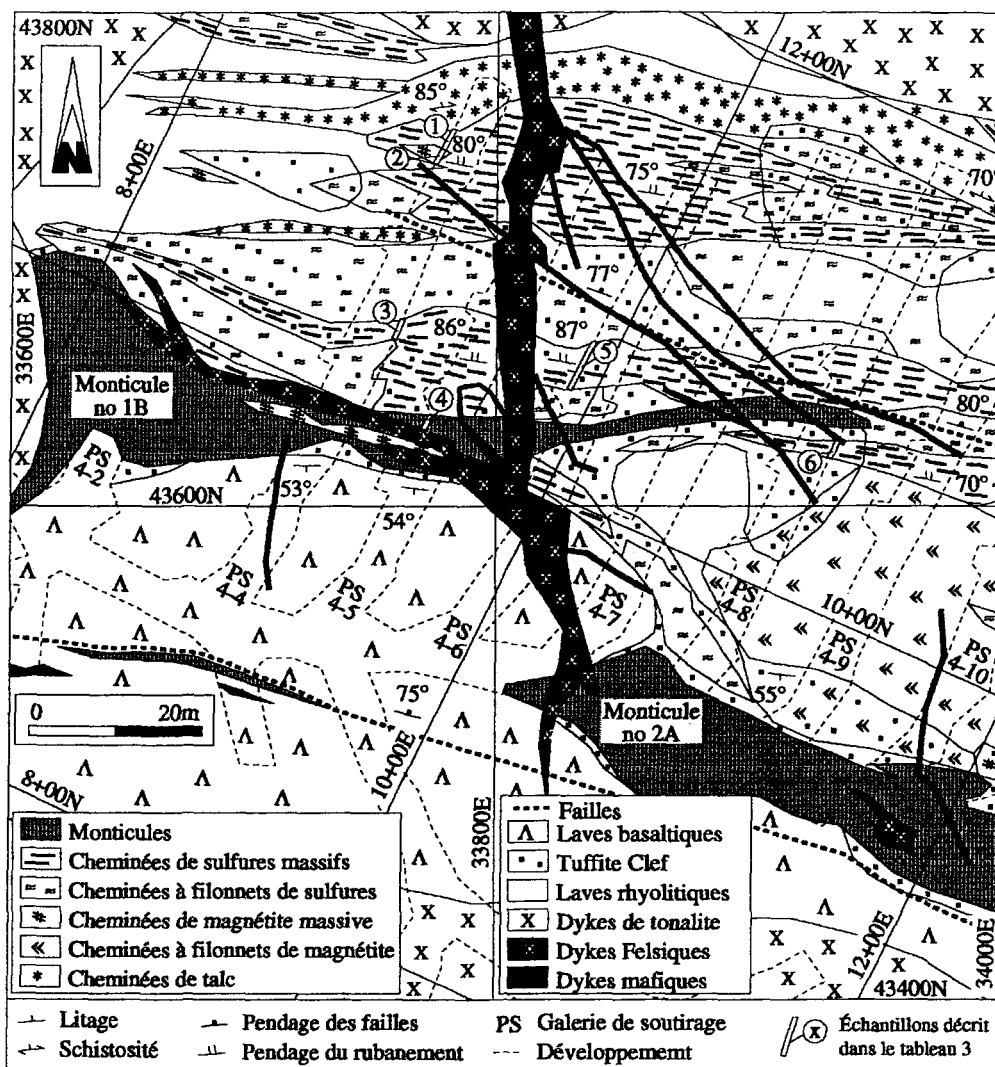 43800N
12+00N
85°
①
80°
②
75°
70°
8+00E
N
77°
33600E
③
86°
87°
⑤
Monticule
no 1B
④
80°
⑥
PS
4-2
43600N
53°
70°
54°
PS
4-4
PS
4-5
PS
4-6
PS
4-7
PS
4-8
10+00N
PS
4-9
PS
4-10
75°
55°
0 20m
Monticule
no 2A
10+00E
8+00N
33800E
Monticules
Cheminées de sulfures massifs
Cheminées à filonnets de sulfures
Cheminées de magnétite massive
Cheminées à filonnets de magnétite
Cheminées de talc
Failles
Laves basaltiques
Tuffite Clef
Laves rhyolitiques
Dykes de tonalite
Dykes Felsiques
Dykes mafiques
12+00E
34000E
43400N
Litage
Schistosité
Pendage des failles
Pendage du rubanement
PS Galerie de soutirage
Développememt
x Échantillons décrit
dans le tableau 3